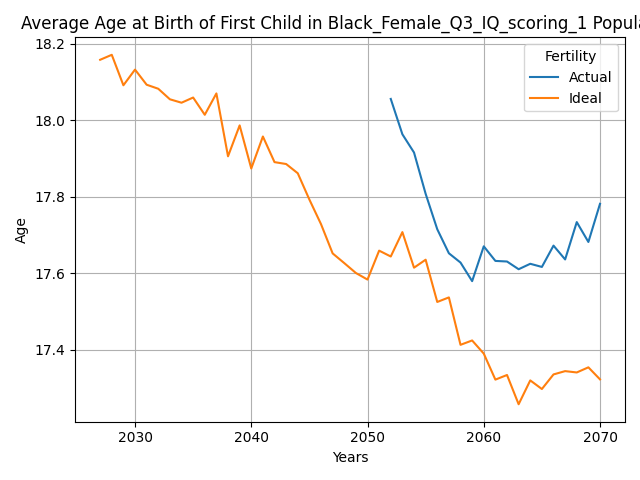 Average Age at Birth of First Child in Black_Female_Q3_IQ_scoring_1 Popula
Fertility
Actual
Ideal
18.2
18.0
17.8
17.6
17.4
Age
2030 2040 2050 2060 2070
Years